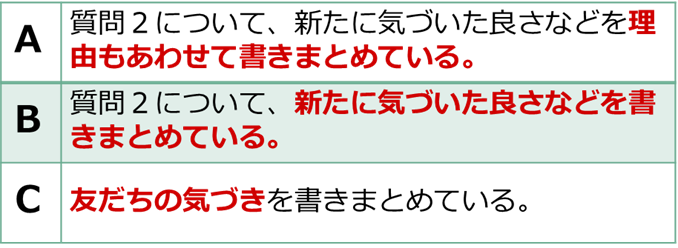 A
質問２について、新たに気づいた良さなどを理
由もあわせて書きまとめている。
B
質問２について、新たに気づいた良さなどを書
きまとめている。
C
友だちの気づきを書きまとめている。